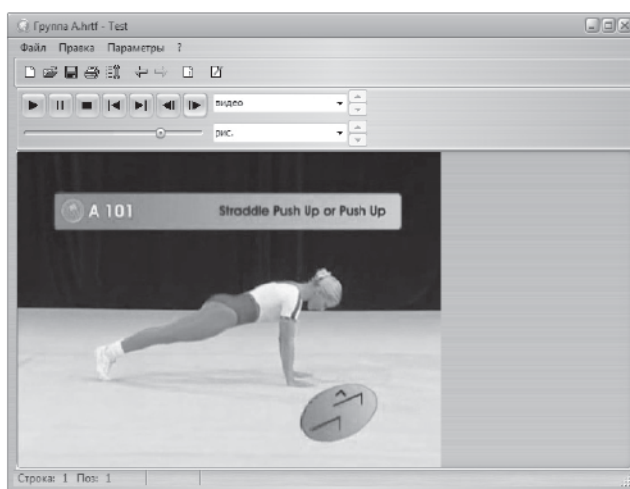 Группа A.hrtf - Test
Файл Правка Параметры ?
видео
рис.
A 101 Straddle Push Up or Push Up
Строка: 1 Поз: 1